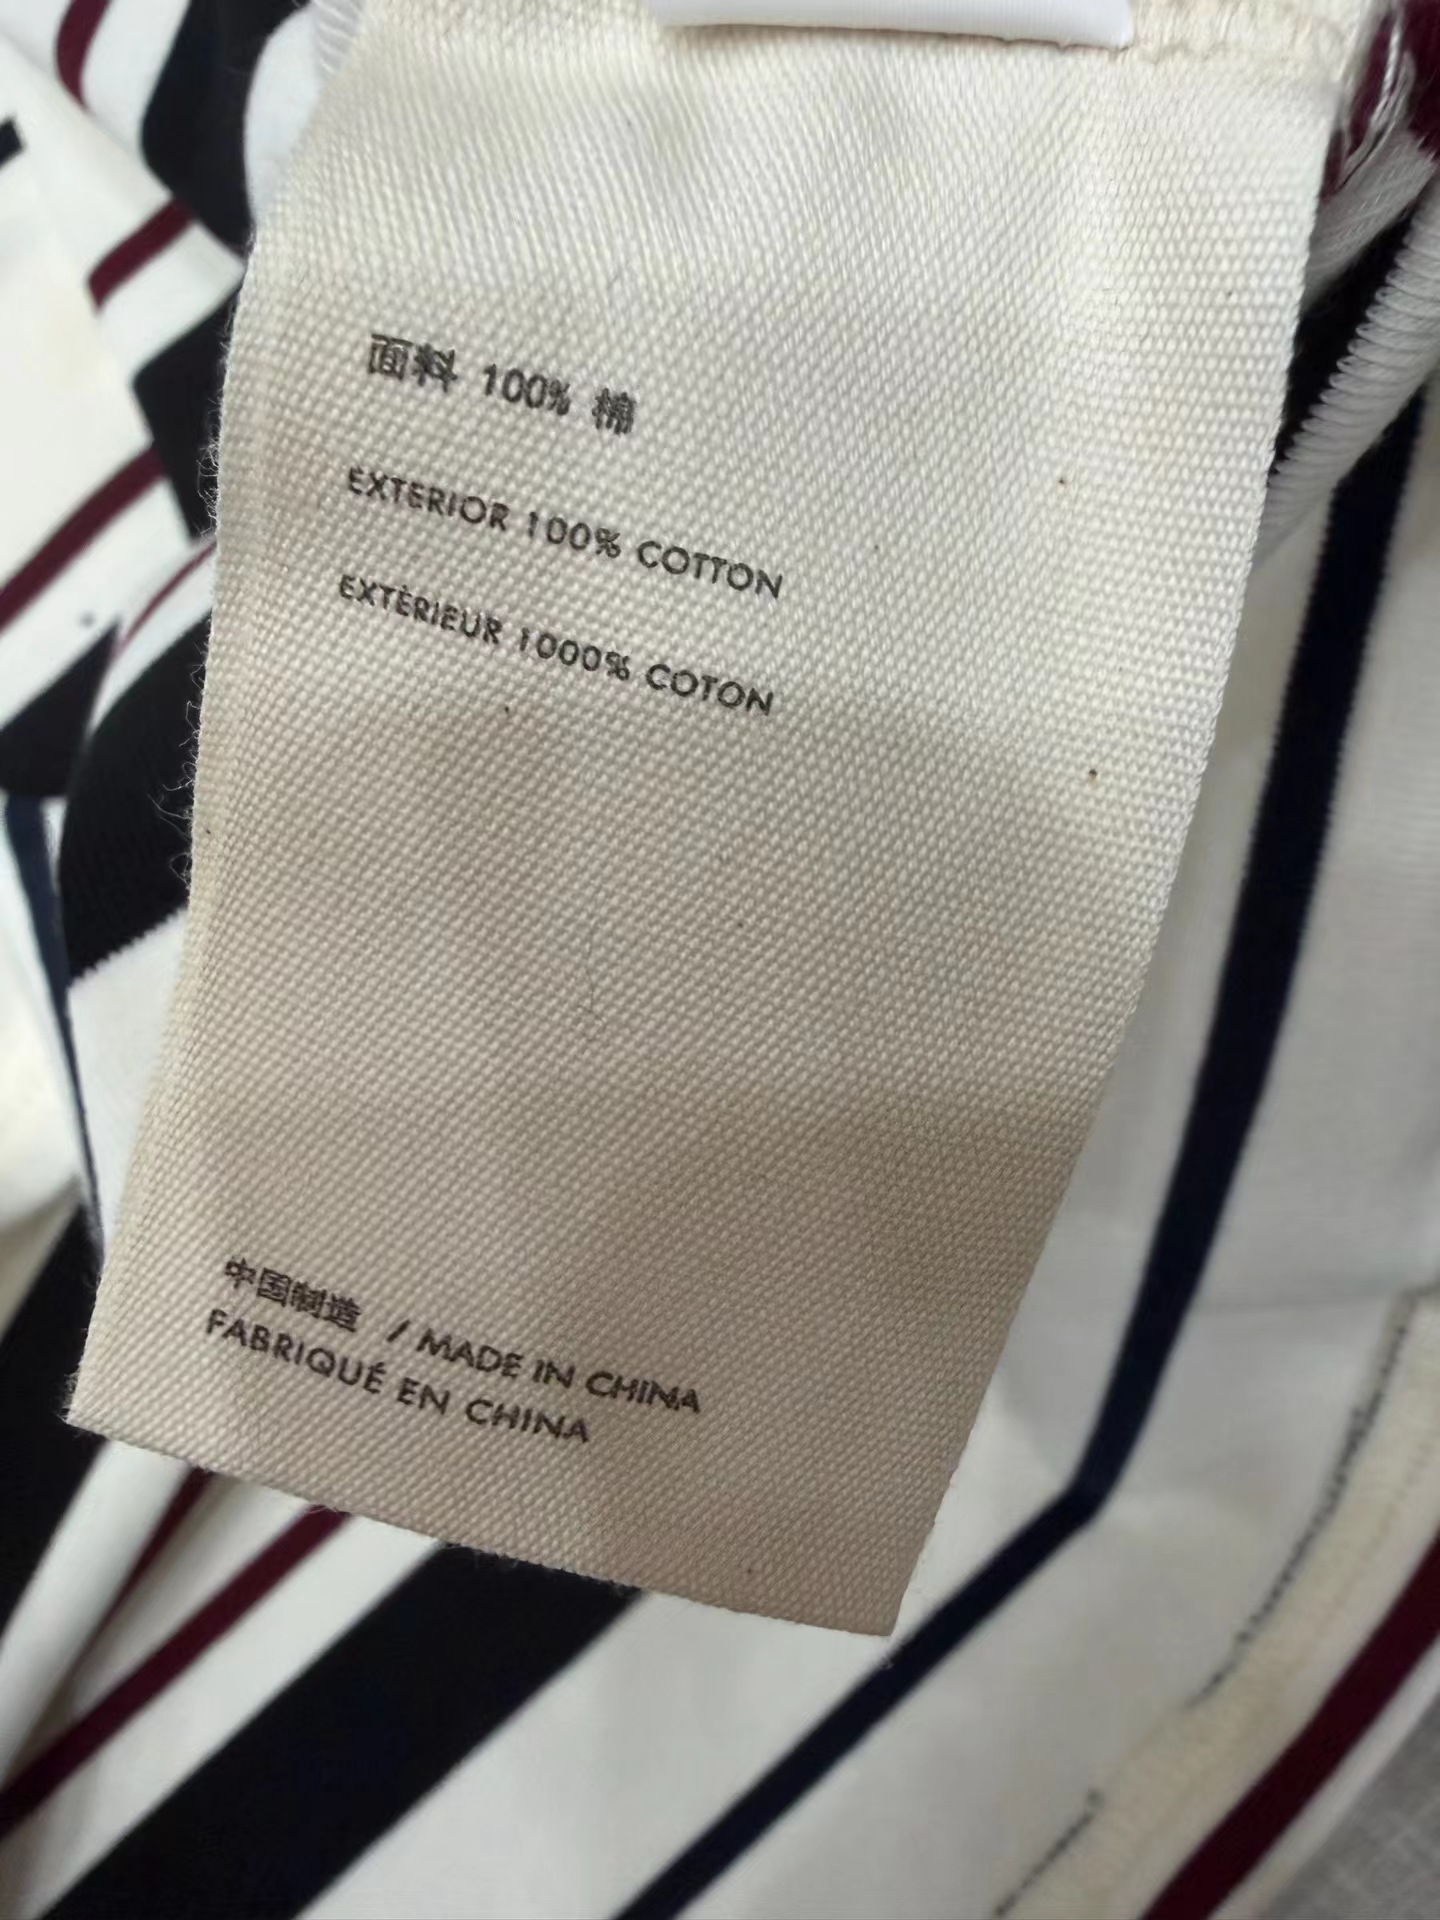 面料 100% 棉
EXTERIOR 100% COTTON
EXTÉRIEUR 1000% COTON
中国制造 / MADE IN CHINA
FABRIQUÉ EN CHINA